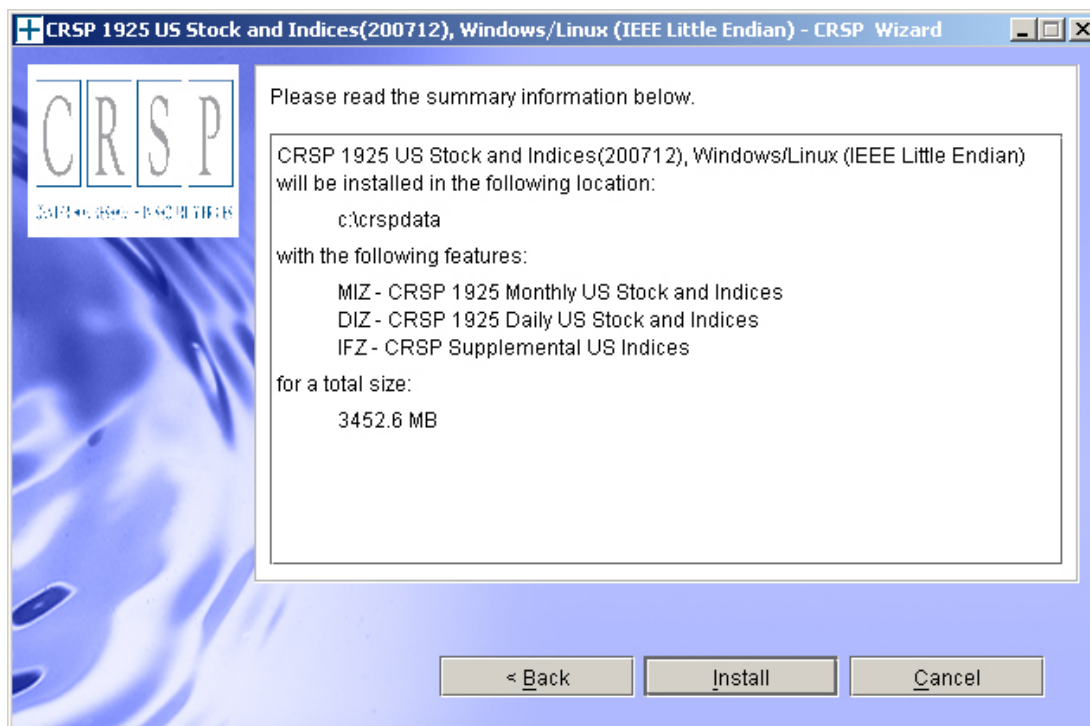 CRSP 1925 US Stock and Indices(200712), Windows/Linux (IEEE Little Endian) - CRSP Wizard
CRSP
Please read the summary information below.
CRSP 1925 US Stock and Indices(200712), Windows/Linux (IEEE Little Endian)
will be installed in the following location:
c:\crspdata
with the following features:
MIZ - CRSP 1925 Monthly US Stock and Indices
DIZ - CRSP 1925 Daily US Stock and Indices
IFZ - CRSP Supplemental US Indices
for a total size:
3452.6 MB
< Back
Install
Cancel